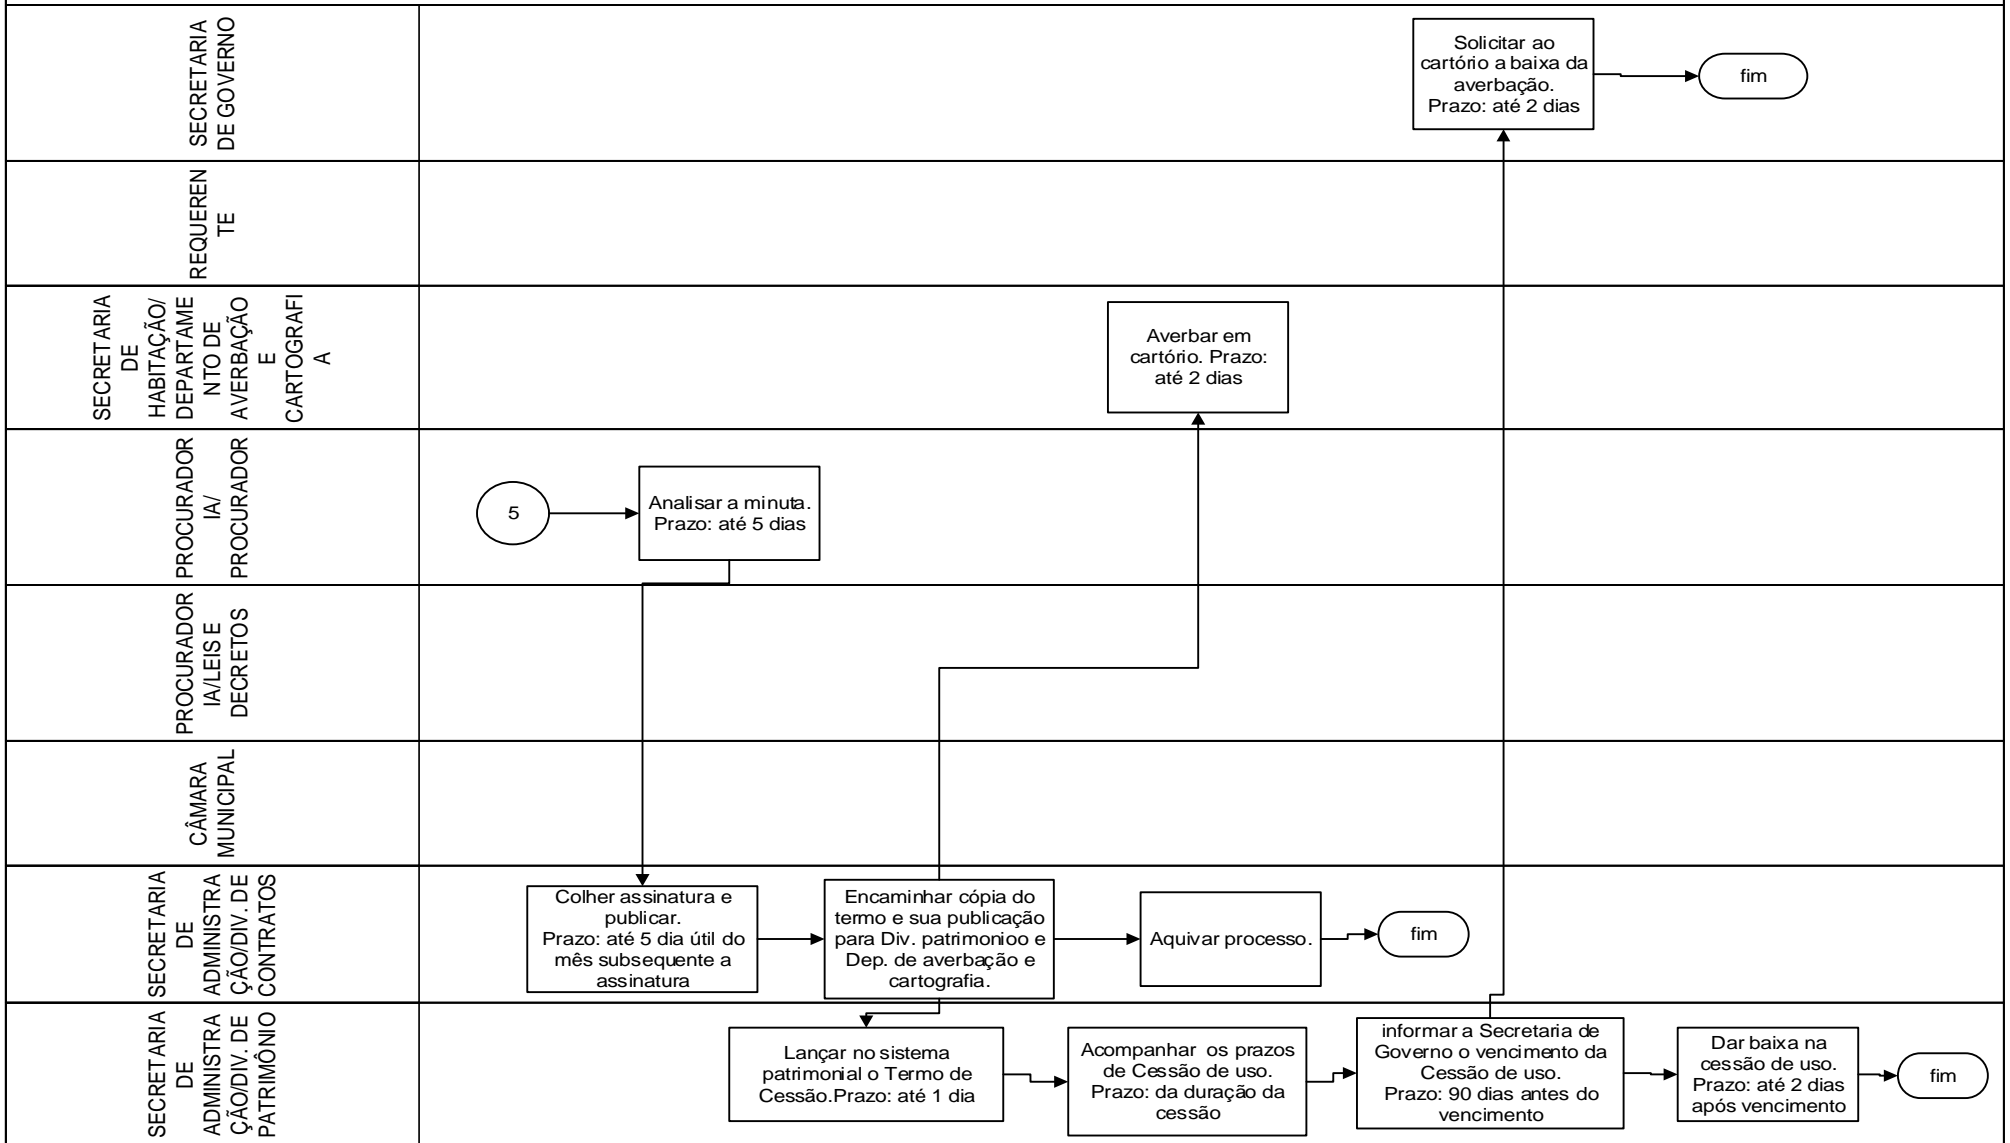 SECRETARIA
DE GOVERNO
Solicitar ao
cartório a baixa da
averbação.
Prazo: até 2 dias
fim
REQUEREN
TE
SECRETARIA
DE
HABITAÇÃO/
DEPARTAME
NTO DE
AVERBAÇÃO
E
CARTOGRAFI
A
Averbar em
cartório. Prazo:
até 2 dias
PROCURADOR
IA/
PROCURADOR
5
Analisar a minuta.
Prazo: até 5 dias
PROCURADOR
IA/LEIS E
DECRETOS
CÂMARA
MUNICIPAL
SECRETARIA
DE
ADMINISTRA
ÇÃO/DIV. DE
CONTRATOS
Colher assinatura e
publicar.
Prazo: até 5 dia útil do
mês subsequente a
assinatura
Encaminhar cópia do
termo e sua publicação
para Div. patrimonioo e
Dep. de averbação e
cartografia.
Aquivar processo.
fim
SECRETARIA
DE
ADMINISTRA
ÇÃO/DIV. DE
PATRIMÔNIO
Lançar no sistema
patrimonial o Termo de
Cessão.Prazo: até 1 dia
Acompanhar os prazos
de Cessão de uso.
Prazo: da duração da
cessão
informar a Secretaria de
Governo o vencimento da
Cessão de uso.
Prazo: 90 dias antes do
vencimento
Dar baixa na
cessão de uso.
Prazo: até 2 dias
após vencimento
fim